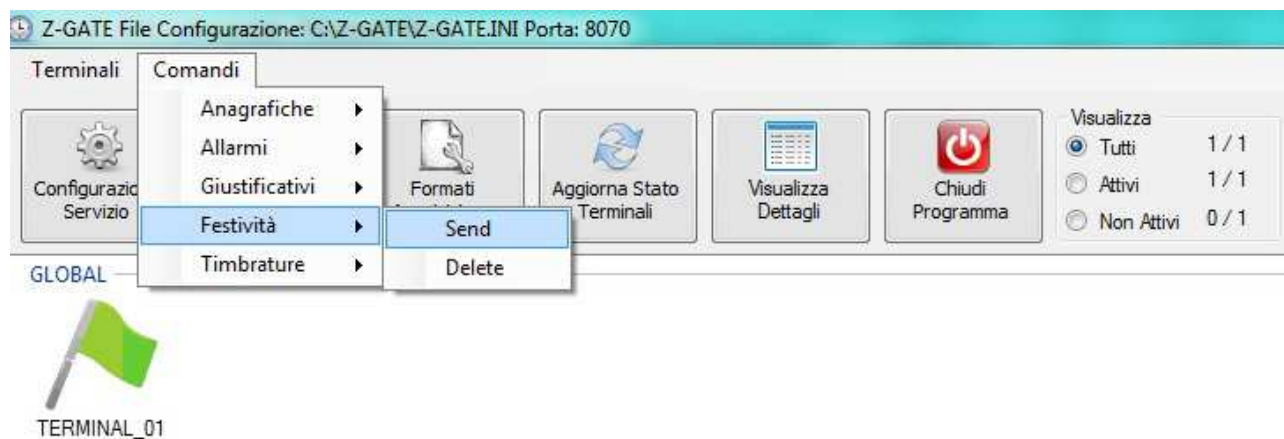 Z-GATE File Configurazione: C:\Z-GATE\Z-GATE.INI Porta: 8070
Terminali Comandi
Anagrafiche
Allarmi
Giustificativi
Festività
Timbrature
Send
Delete
Servizio
Formati
Aggiorna Stato
Terminali
Visualizza
Dettagli
Chiudi
Programma
Visualizza
Tutti 1 / 1
Attivi 1 / 1
Non Attivi 0 / 1
GLOBAL
TERMINAL_01